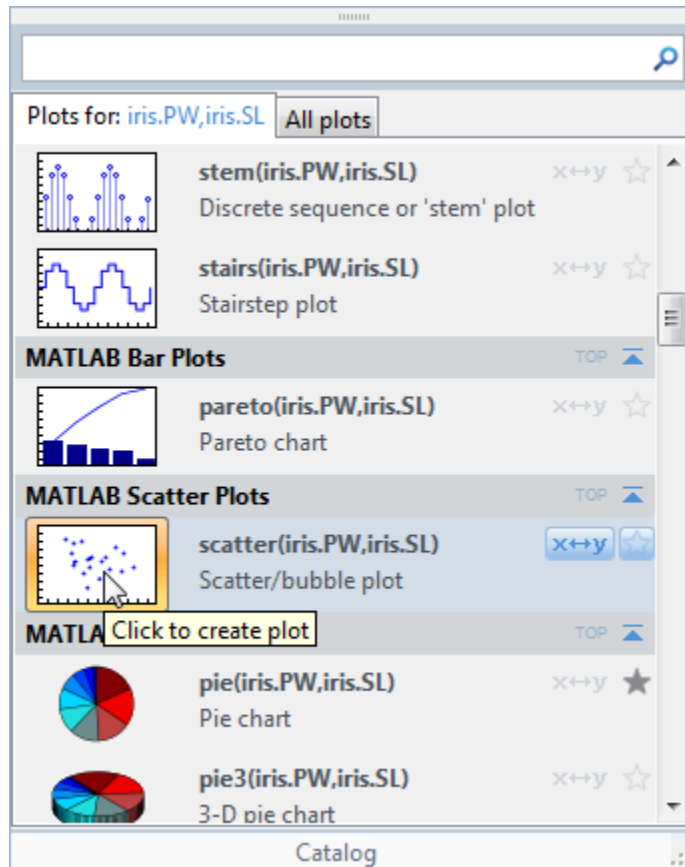 Plots for: iris.PW,iris.SL All plots
stem(iris.PW,iris.SL) x↔y
Discrete sequence or 'stem' plot
stairs(iris.PW,iris.SL) x↔y
Stairstep plot
MATLAB Bar Plots TOP
pareto(iris.PW,iris.SL) x↔y
Pareto chart
MATLAB Scatter Plots TOP
scatter(iris.PW,iris.SL) x↔y
Scatter/bubble plot
Click to create plot
TOP
pie(iris.PW,iris.SL) x↔y
Pie chart
pie3(iris.PW,iris.SL) x↔y
3-D pie chart
Catalog